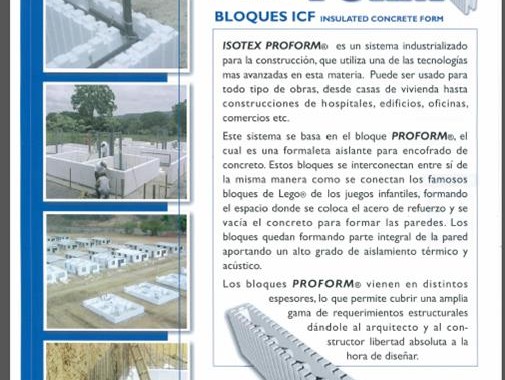 BLOQUES ICF INSULATED CONCRETE FORM
ISOTEX PROFORM® es un sistema industrializado
para la construcción, que utiliza una de las tecnologías
mas avanzadas en esta materia. Puede ser usado para
todo tipo de obras, desde casas de vivienda hasta
construcciones de hospitales, edificios, oficinas,
comercios etc.
Este sistema se basa en el bloque PROFORM®, el
cual es una formaleta aislante para encofrado de
concreto. Estos bloques se interconectan entre sí de
la misma manera como se conectan los famosos
bloques de Lego® de los juegos infantiles, formando
el espacio donde se coloca el acero de refuerzo y se
vacía el concreto para formar las paredes. Los
bloques quedan formando parte integral de la pared
aportando un alto grado de aislamiento térmico y
acústico.
Los bloques PROFORM® vienen en distintos
espesores, lo que permite cubrir una amplia
gama de requerimientos estructurales
dándole al arquitecto y al con-
structor libertad absoluta a la
hora de diseñar.